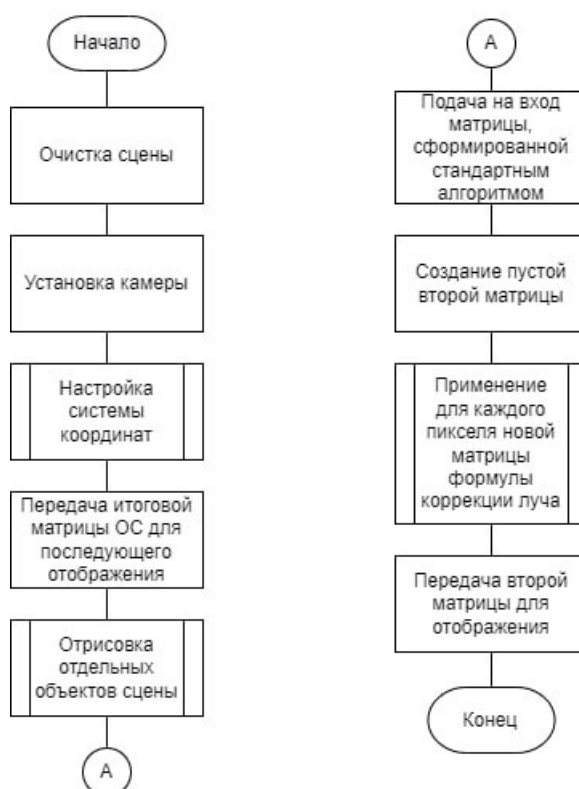 Начало
Очистка сцены
Установка камеры
Настройка
системы
координат
Передача итоговой
матрицы ОС для
последующего
отображения
Отрисовка
отдельных
объектов сцены
А
А
Подача на вход
матрицы,
сформированной
стандартным
алгоритмом
Создание пустой
второй матрицы
Применение
для каждого
пикселя новой
матрицы
формулы
коррекции луча
Передача второй
матрицы для
отображения
Конец